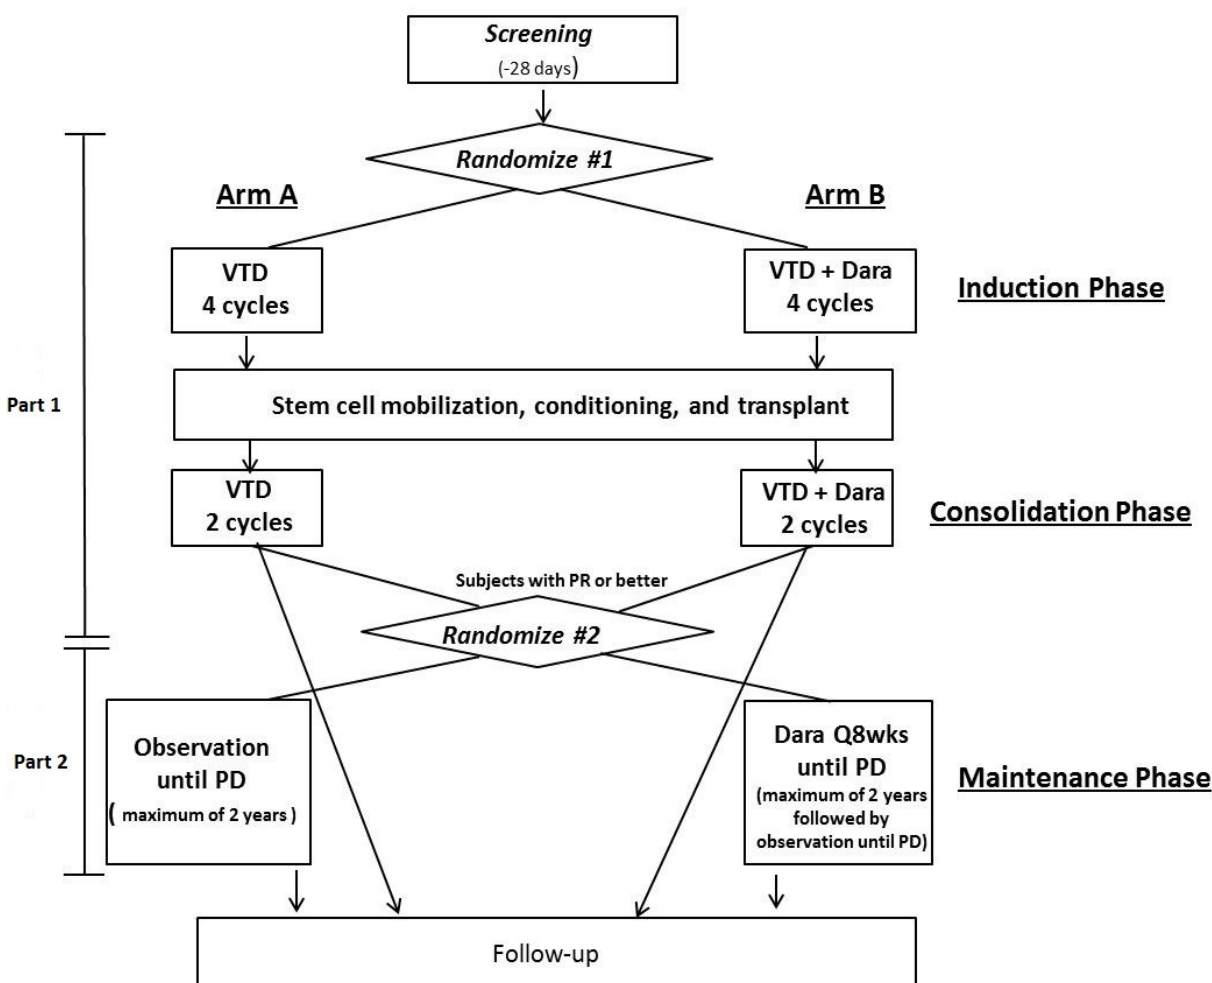 Screening
(-28 days)
Randomize #1
Arm A
Arm B
VTD
4 cycles
VTD + Dara
4 cycles
Induction Phase
Part 1
Stem cell mobilization, conditioning, and transplant
VTD
2 cycles
VTD + Dara
2 cycles
Consolidation Phase
Subjects with PR or better
Randomize #2
Part 2
Observation
until PD
( maximum of 2 years )
Dara Q8wks
until PD
(maximum of 2 years
followed by
observation until PD)
Maintenance Phase
Follow-up